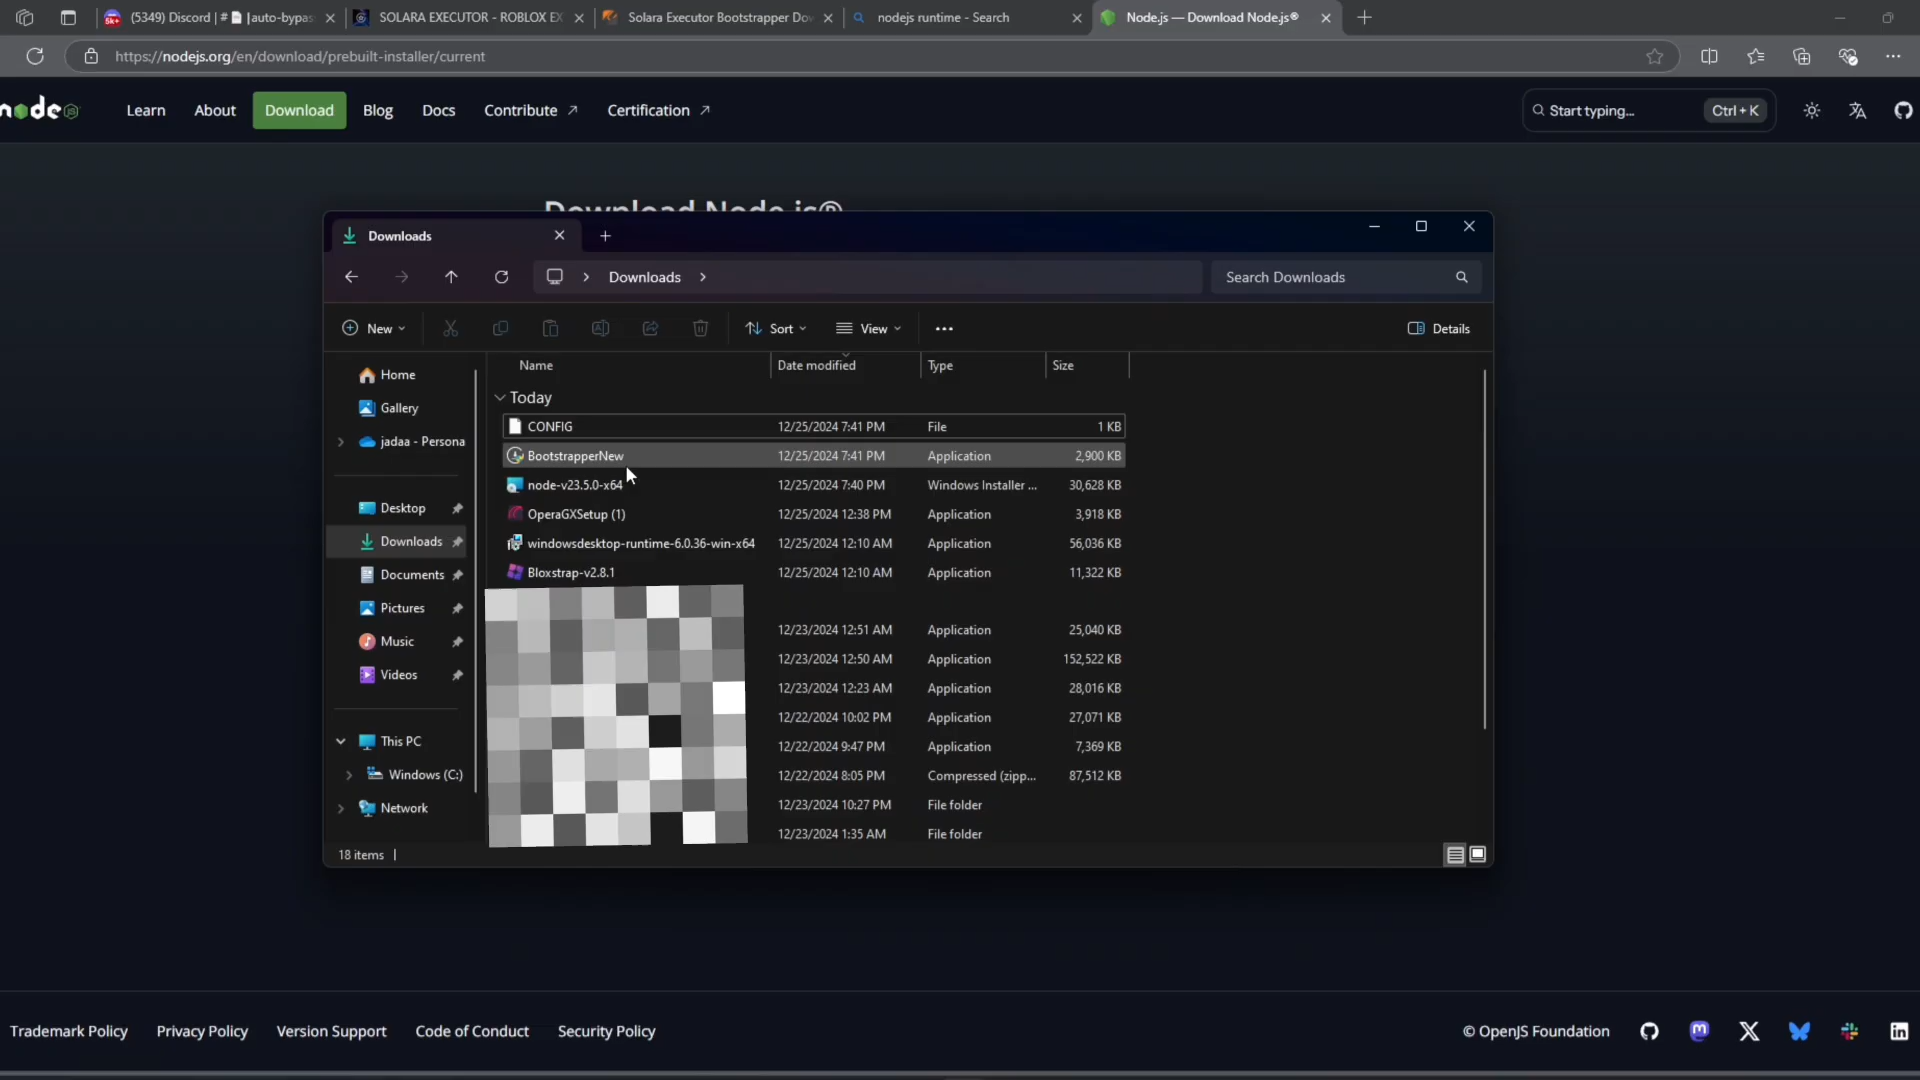 (5349) Discord | # |auto-bypas
SOLARA EXECUTOR - ROBLOX EX
Solara Executor Bootstrapper Dow
nodejs runtime - Search
Node.js — Download Node.js®
https://nodejs.org/en/download/prebuilt-installer/current
node
Learn
About
Download
Blog
Docs
Contribute ↗
Certification ↗
Start typing...
Ctrl + K
Download Node.js®
Downloads
Downloads
Search Downloads
New
Sort
View
Details
Name
Date modified
Type
Size
Home
Gallery
jadaa - Persona
Desktop
Downloads
Documents
Pictures
Music
Videos
This PC
Windows (C:)
Network
Today
CONFIG 12/25/2024 7:41 PM File 1 KB
BootstrapperNew 12/25/2024 7:41 PM Application 2,900 KB
node-v23.5.0-x64 12/25/2024 7:40 PM Windows Installer ... 30,628 KB
OperaGXSetup (1) 12/25/2024 12:38 PM Application 3,918 KB
windowsdesktop-runtime-6.0.36-win-x64 12/25/2024 12:10 AM Application 56,036 KB
Bloxstrap-v2.8.1 12/25/2024 12:10 AM Application 11,322 KB
12/23/2024 12:51 AM Application 25,040 KB
12/23/2024 12:50 AM Application 152,522 KB
12/23/2024 12:23 AM Application 28,016 KB
12/22/2024 10:02 PM Application 27,071 KB
12/22/2024 9:47 PM Application 7,369 KB
12/22/2024 8:05 PM Compressed (zipp... 87,512 KB
12/23/2024 10:27 PM File folder
12/23/2024 1:35 AM File folder
18 items
Trademark Policy
Privacy Policy
Version Support
Code of Conduct
Security Policy
© OpenJS Foundation